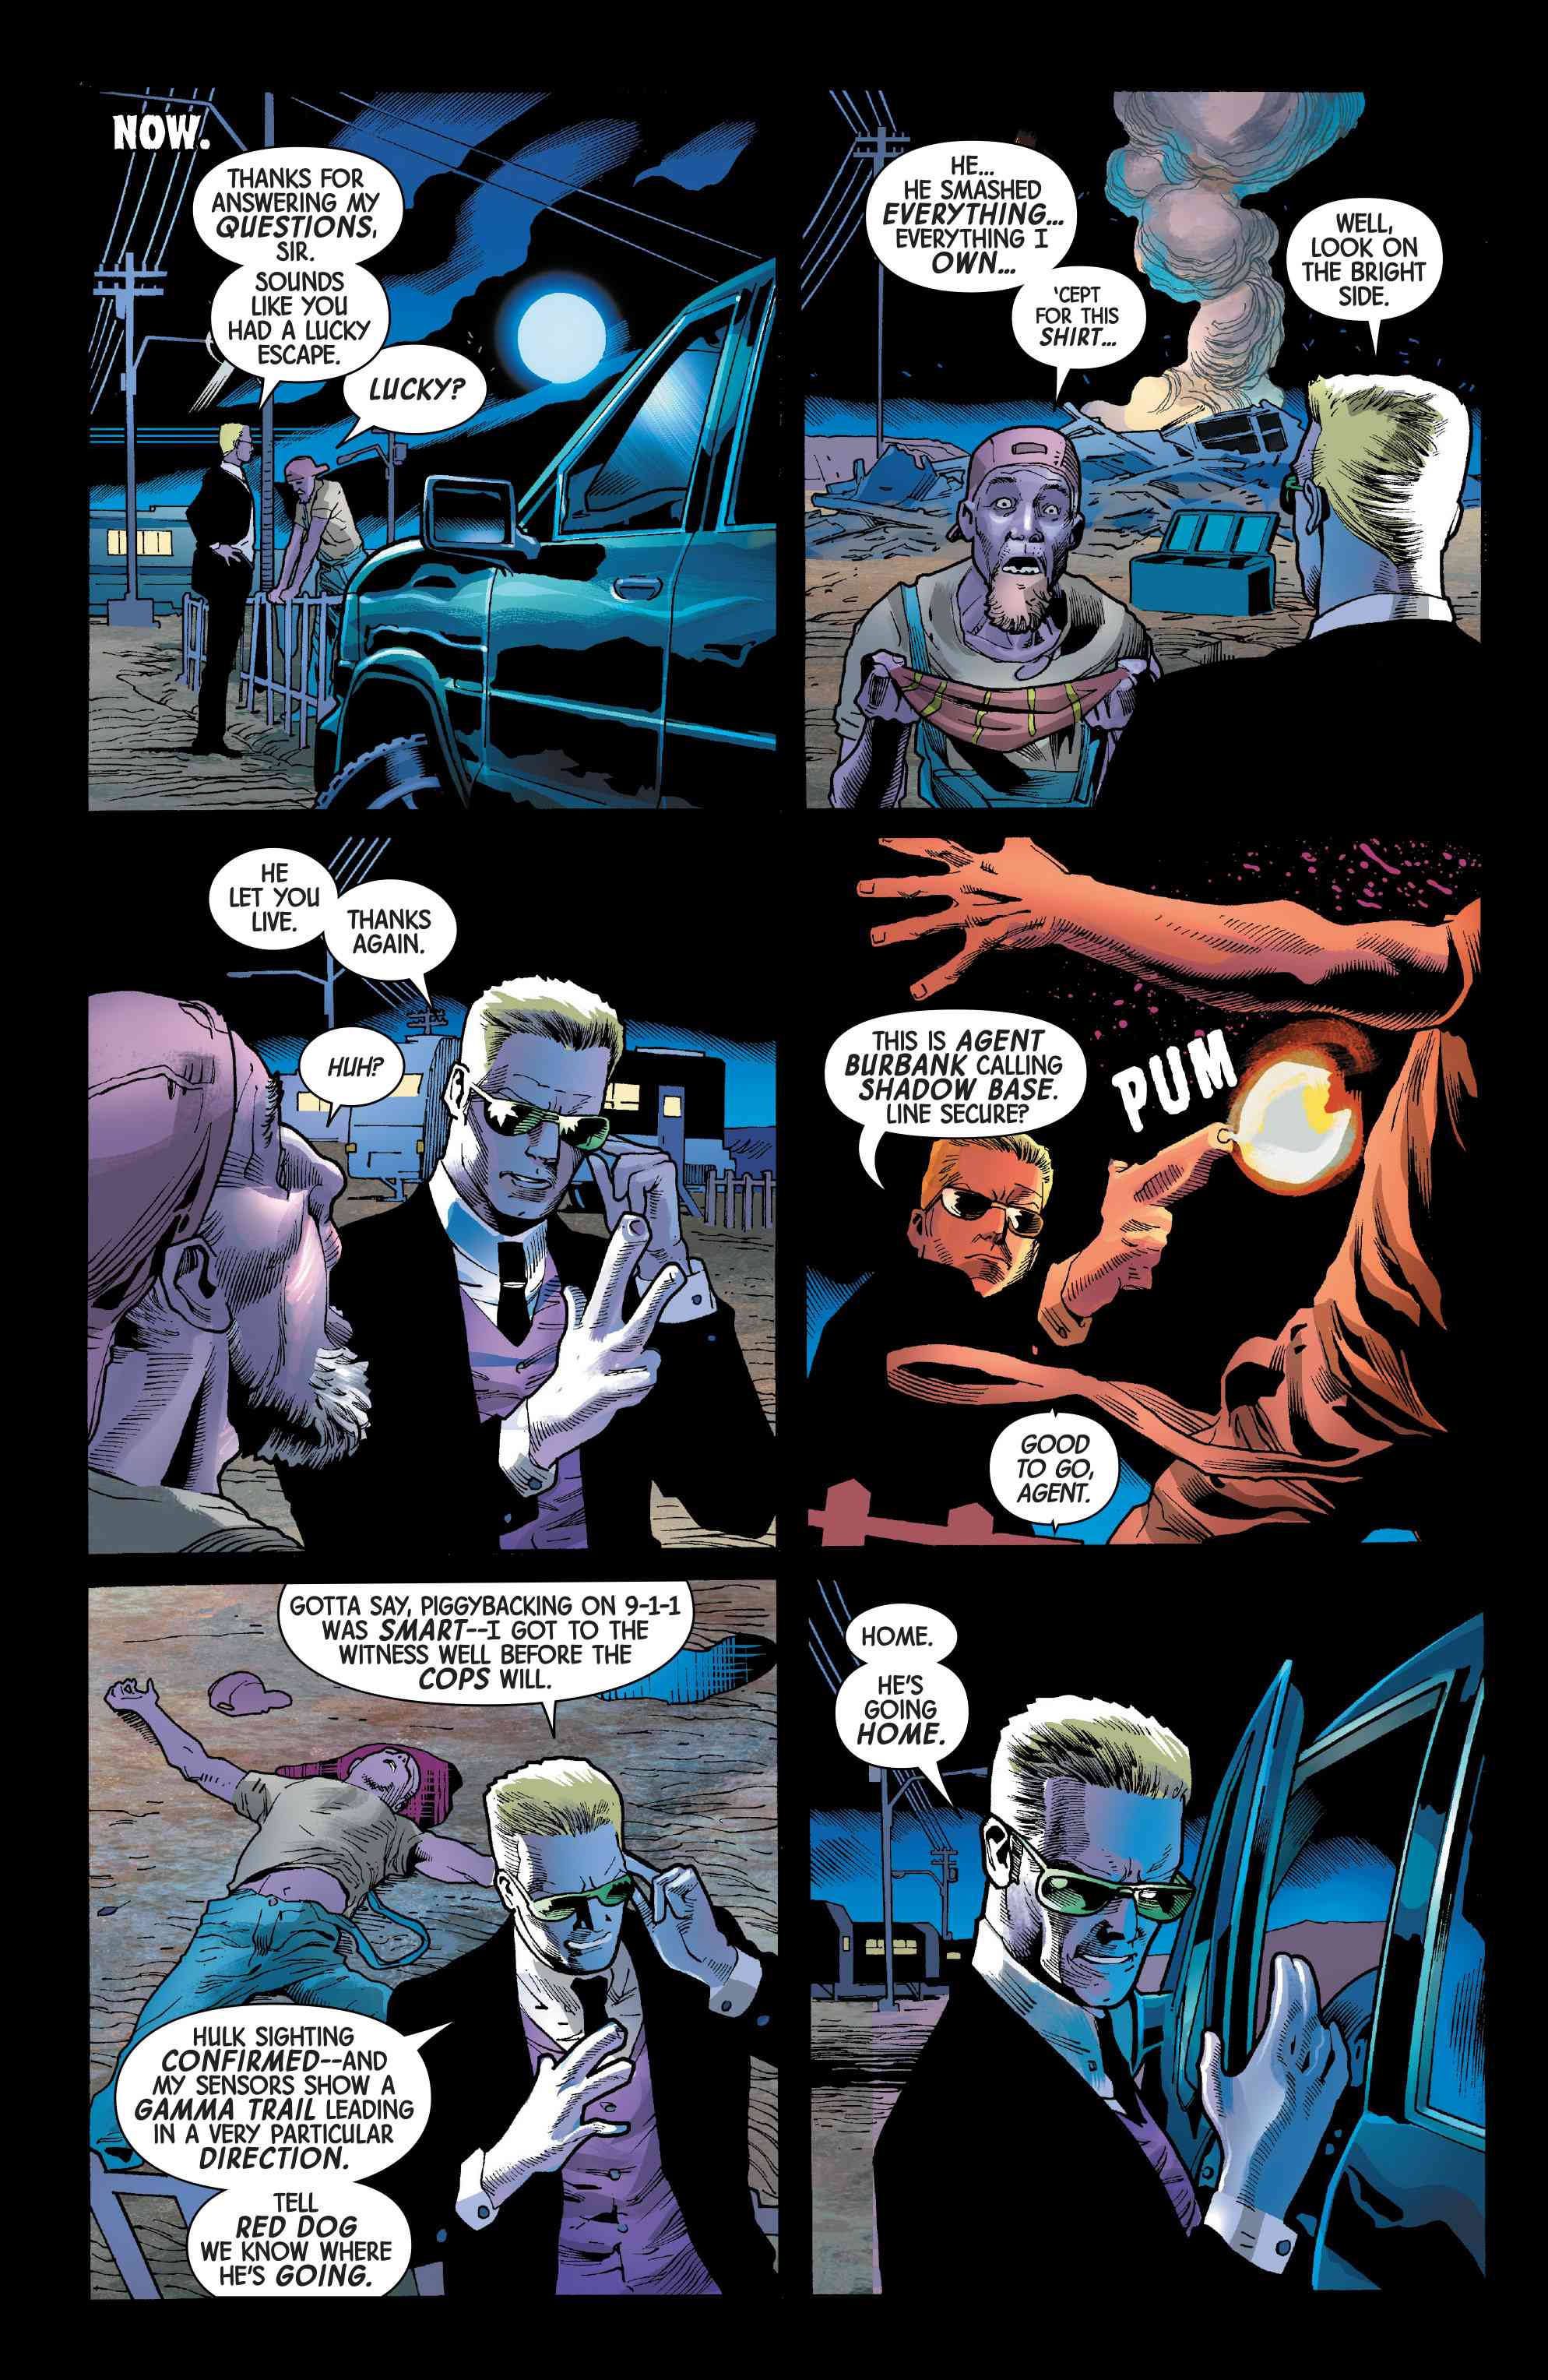 NOW.
THANKS FOR
ANSWERING MY
QUESTIONS,
SIR.
SOUNDS
LIKE YOU
HAD A LUCKY
ESCAPE.
LUCKY?
HE...
HE SMASHED
EVERYTHING...
EVERYTHING I
OWN...
'CEPT
FOR THIS
SHIRT...
WELL,
LOOK ON
THE BRIGHT
SIDE.
HE
LET YOU
LIVE.
THANKS
AGAIN.
HUH?
THIS IS AGENT
BURBANK CALLING
SHADOW BASE.
LINE SECURE?
PUM
GOOD
TO GO,
AGENT.
GOTTA SAY, PIGGYBACKING ON 9-1-1
WAS SMART--I GOT TO THE
WITNESS WELL BEFORE THE
COPS WILL.
HULK SIGHTING
CONFIRMED--AND
MY SENSORS SHOW A
GAMMA TRAIL LEADING
IN A VERY PARTICULAR
DIRECTION.
TELL
RED DOG
WE KNOW WHERE
HE'S GOING.
HOME.
HE'S
GOING
HOME.